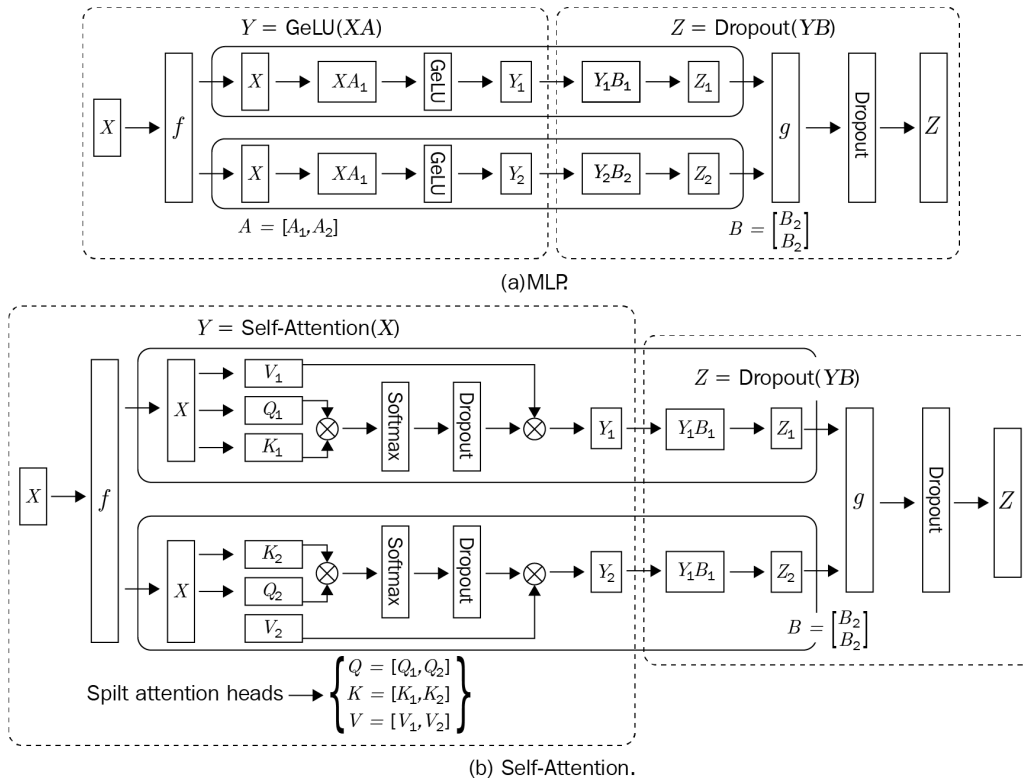 Y = GeLU(XA)
Z = Dropout(YB)
X
f
X
XA₁
GeLU
Y₁
Y₁B₁
Z₁
X
XA₁
GeLU
Y₂
Y₂B₂
Z₂
g
Dropout
Z
A = [A₁,A₂]
B = [B₂
B₂]
(a)MLP.
Y = Self-Attention(X)
Z = Dropout(YB)
X
f
X
V₁
Q₁
K₁
Softmax
Dropout
Y₁
Y₁B₁
Z₁
X
K₂
Q₂
V₂
Softmax
Dropout
Y₂
Y₁B₁
Z₂
g
Dropout
Z
B = [B₂
B₂]
Spilt attention heads
Q = [Q₁,Q₂]
K = [K₁,K₂]
V = [V₁,V₂]
(b) Self-Attention.